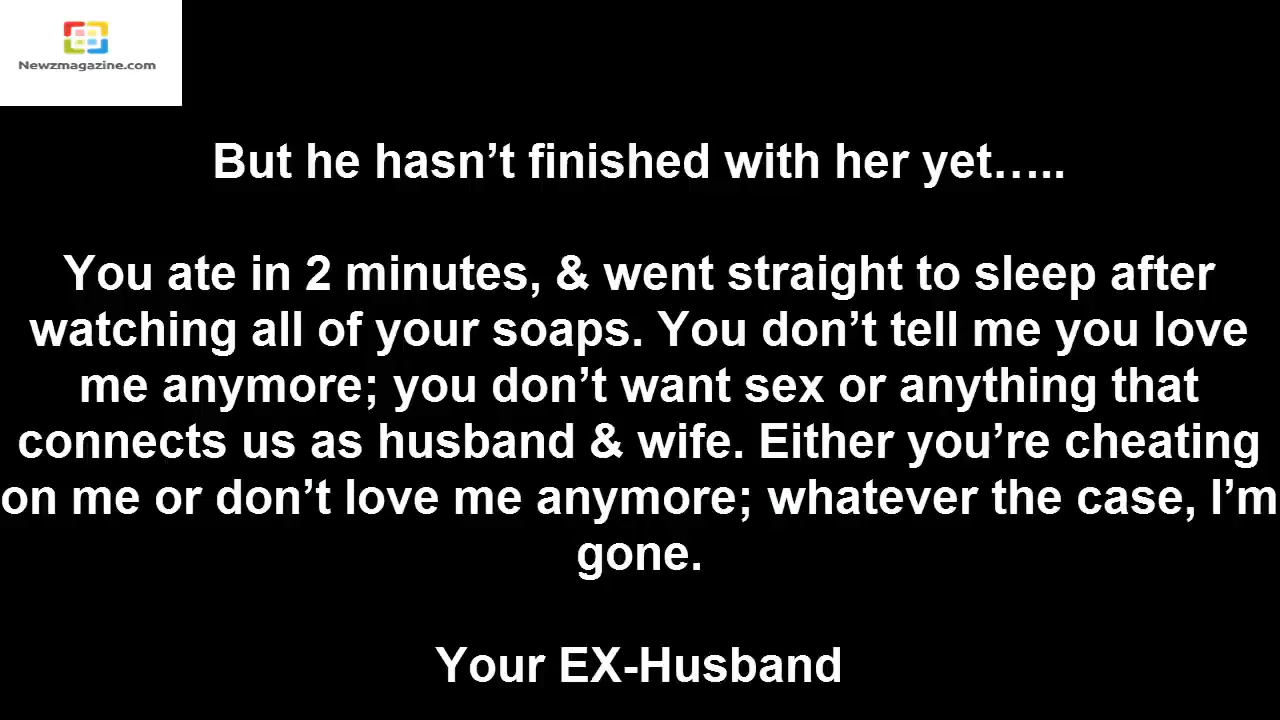 Newzmagazine.com
But he hasn’t finished with her yet…..
You ate in 2 minutes, & went straight to sleep after
watching all of your soaps. You don’t tell me you love
me anymore; you don’t want sex or anything that
connects us as husband & wife. Either you’re cheating
on me or don’t love me anymore; whatever the case, I’m
gone.
Your EX-Husband